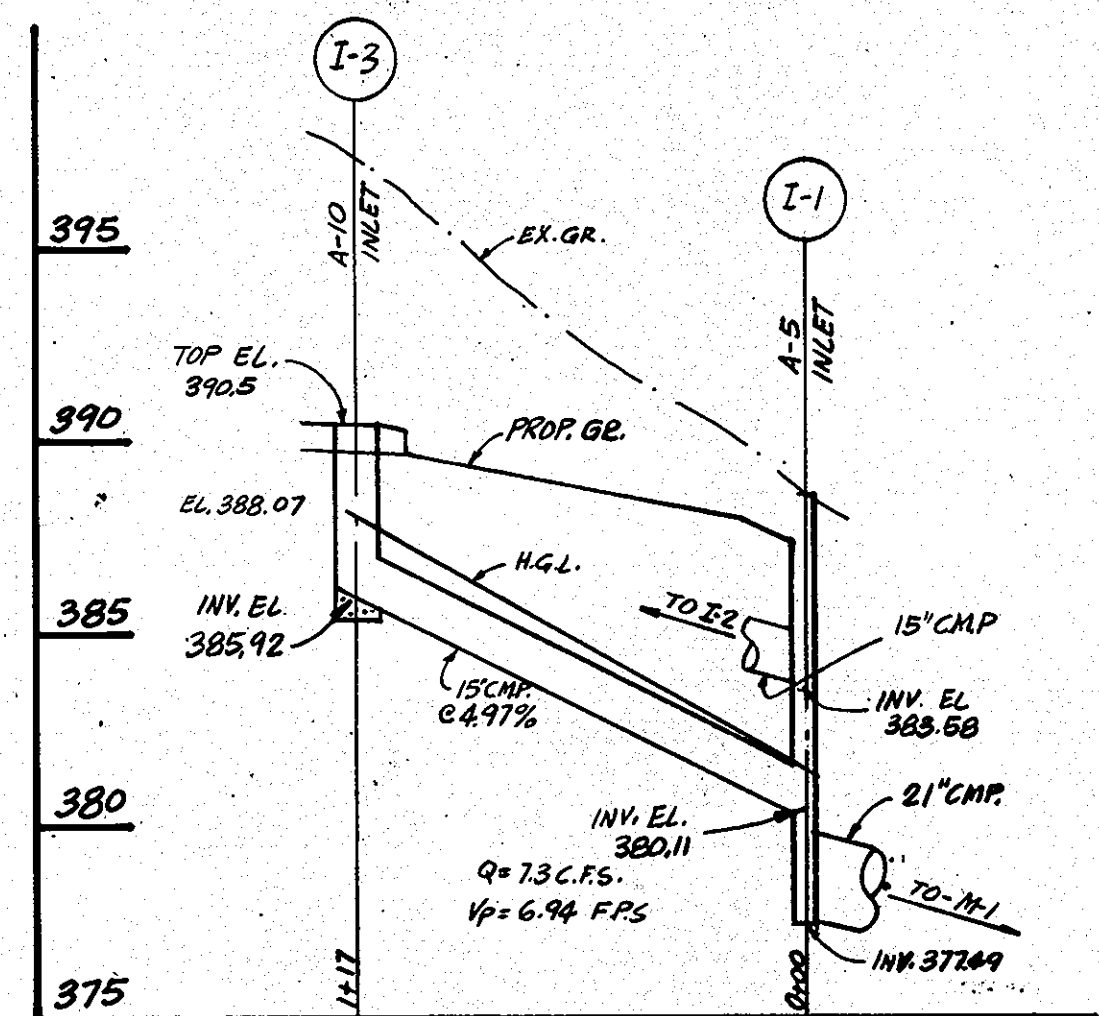 I-3
I-1
A-10
INLET
A-5
INLET
395
EX. GR.
TOP EL.
390.5
390
PROP. GR.
EL. 388.07
H.G.L.
TO I-2
15" CMP
385
INV. EL
385.92
15" CMP.
@ 4.97%
INV. EL
383.58
380
21" CMP.
INV. EL.
380.11
Q = 7.3 C.F.S.
Vp = 6.94 F.P.S
TO - M-1
INV. 377.49
375
1+17
0+00